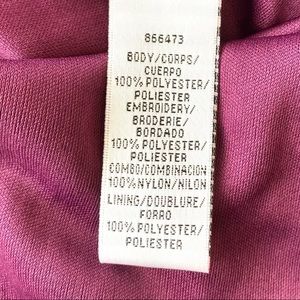 866473
BODY/CORPS/
CUERPO
100% POLYESTER/
POLIESTER
EMBROIDERY/
BRODERIE/
BORDADO
100% POLYESTER/
POLIESTER
COMBO/COMBINACION
100% NYLON/NILON
LINING/DOUBLURE/
FORRO
100% POLYESTER/
POLIESTER